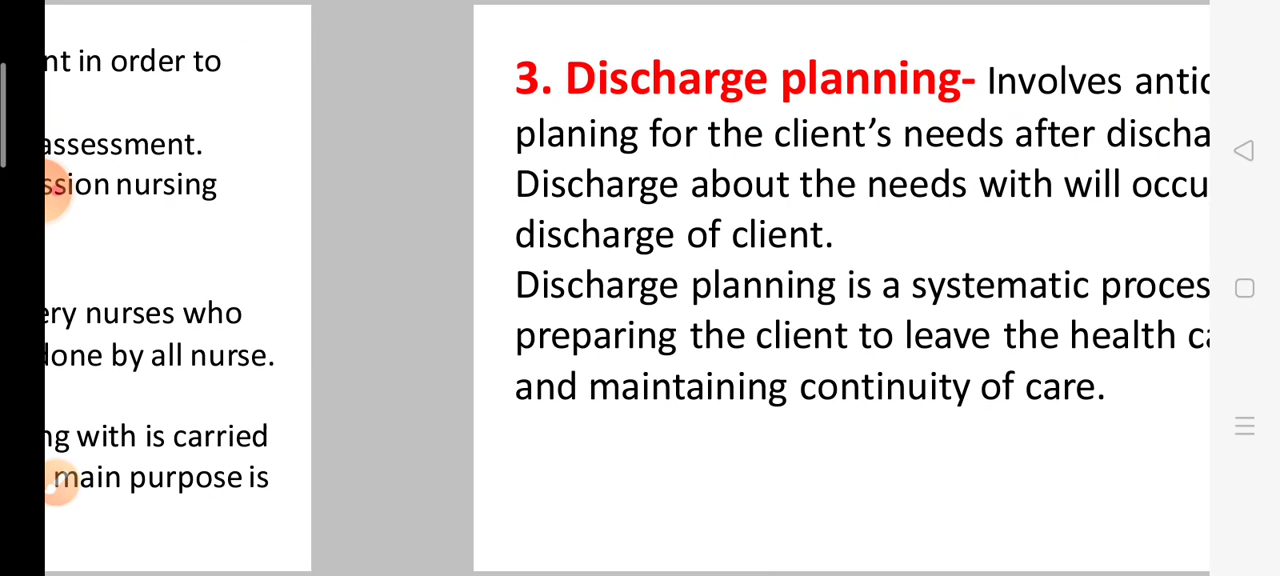 nt in order to
assessment.
ssion nursing
ery nurses who
done by all nurse.
ng with is carried
main purpose is
3. Discharge planning- Involves antic
planing for the client’s needs after discha
Discharge about the needs with will occu
discharge of client.
Discharge planning is a systematic proces
preparing the client to leave the health ca
and maintaining continuity of care.